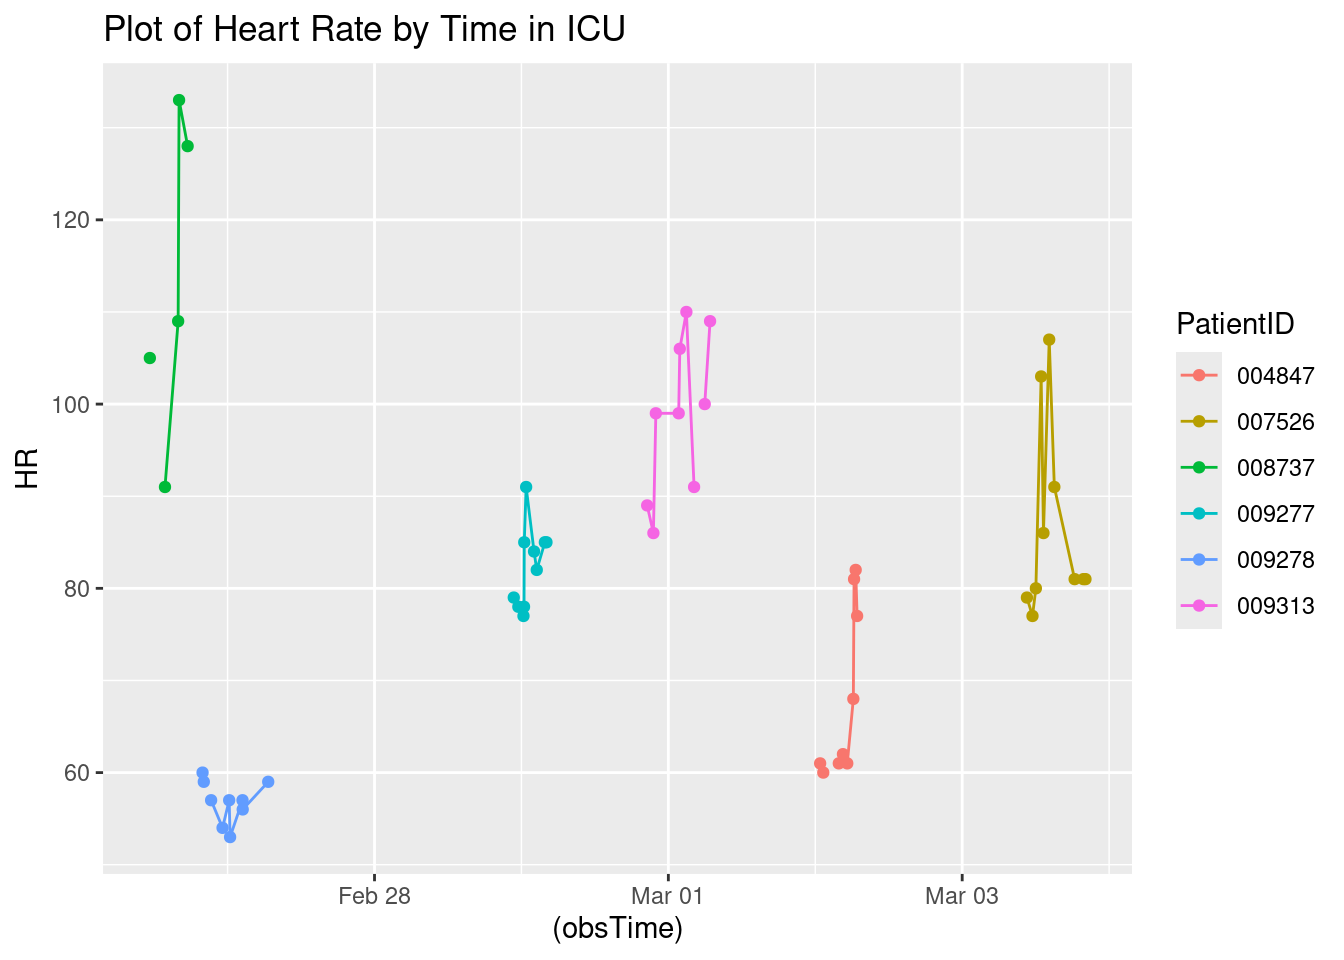 Plot of Heart Rate by Time in ICU
HR
120
100
80
60
Feb 28
Mar 01
Mar 03
(obsTime)
PatientID
004847
007526
008737
009277
009278
009313